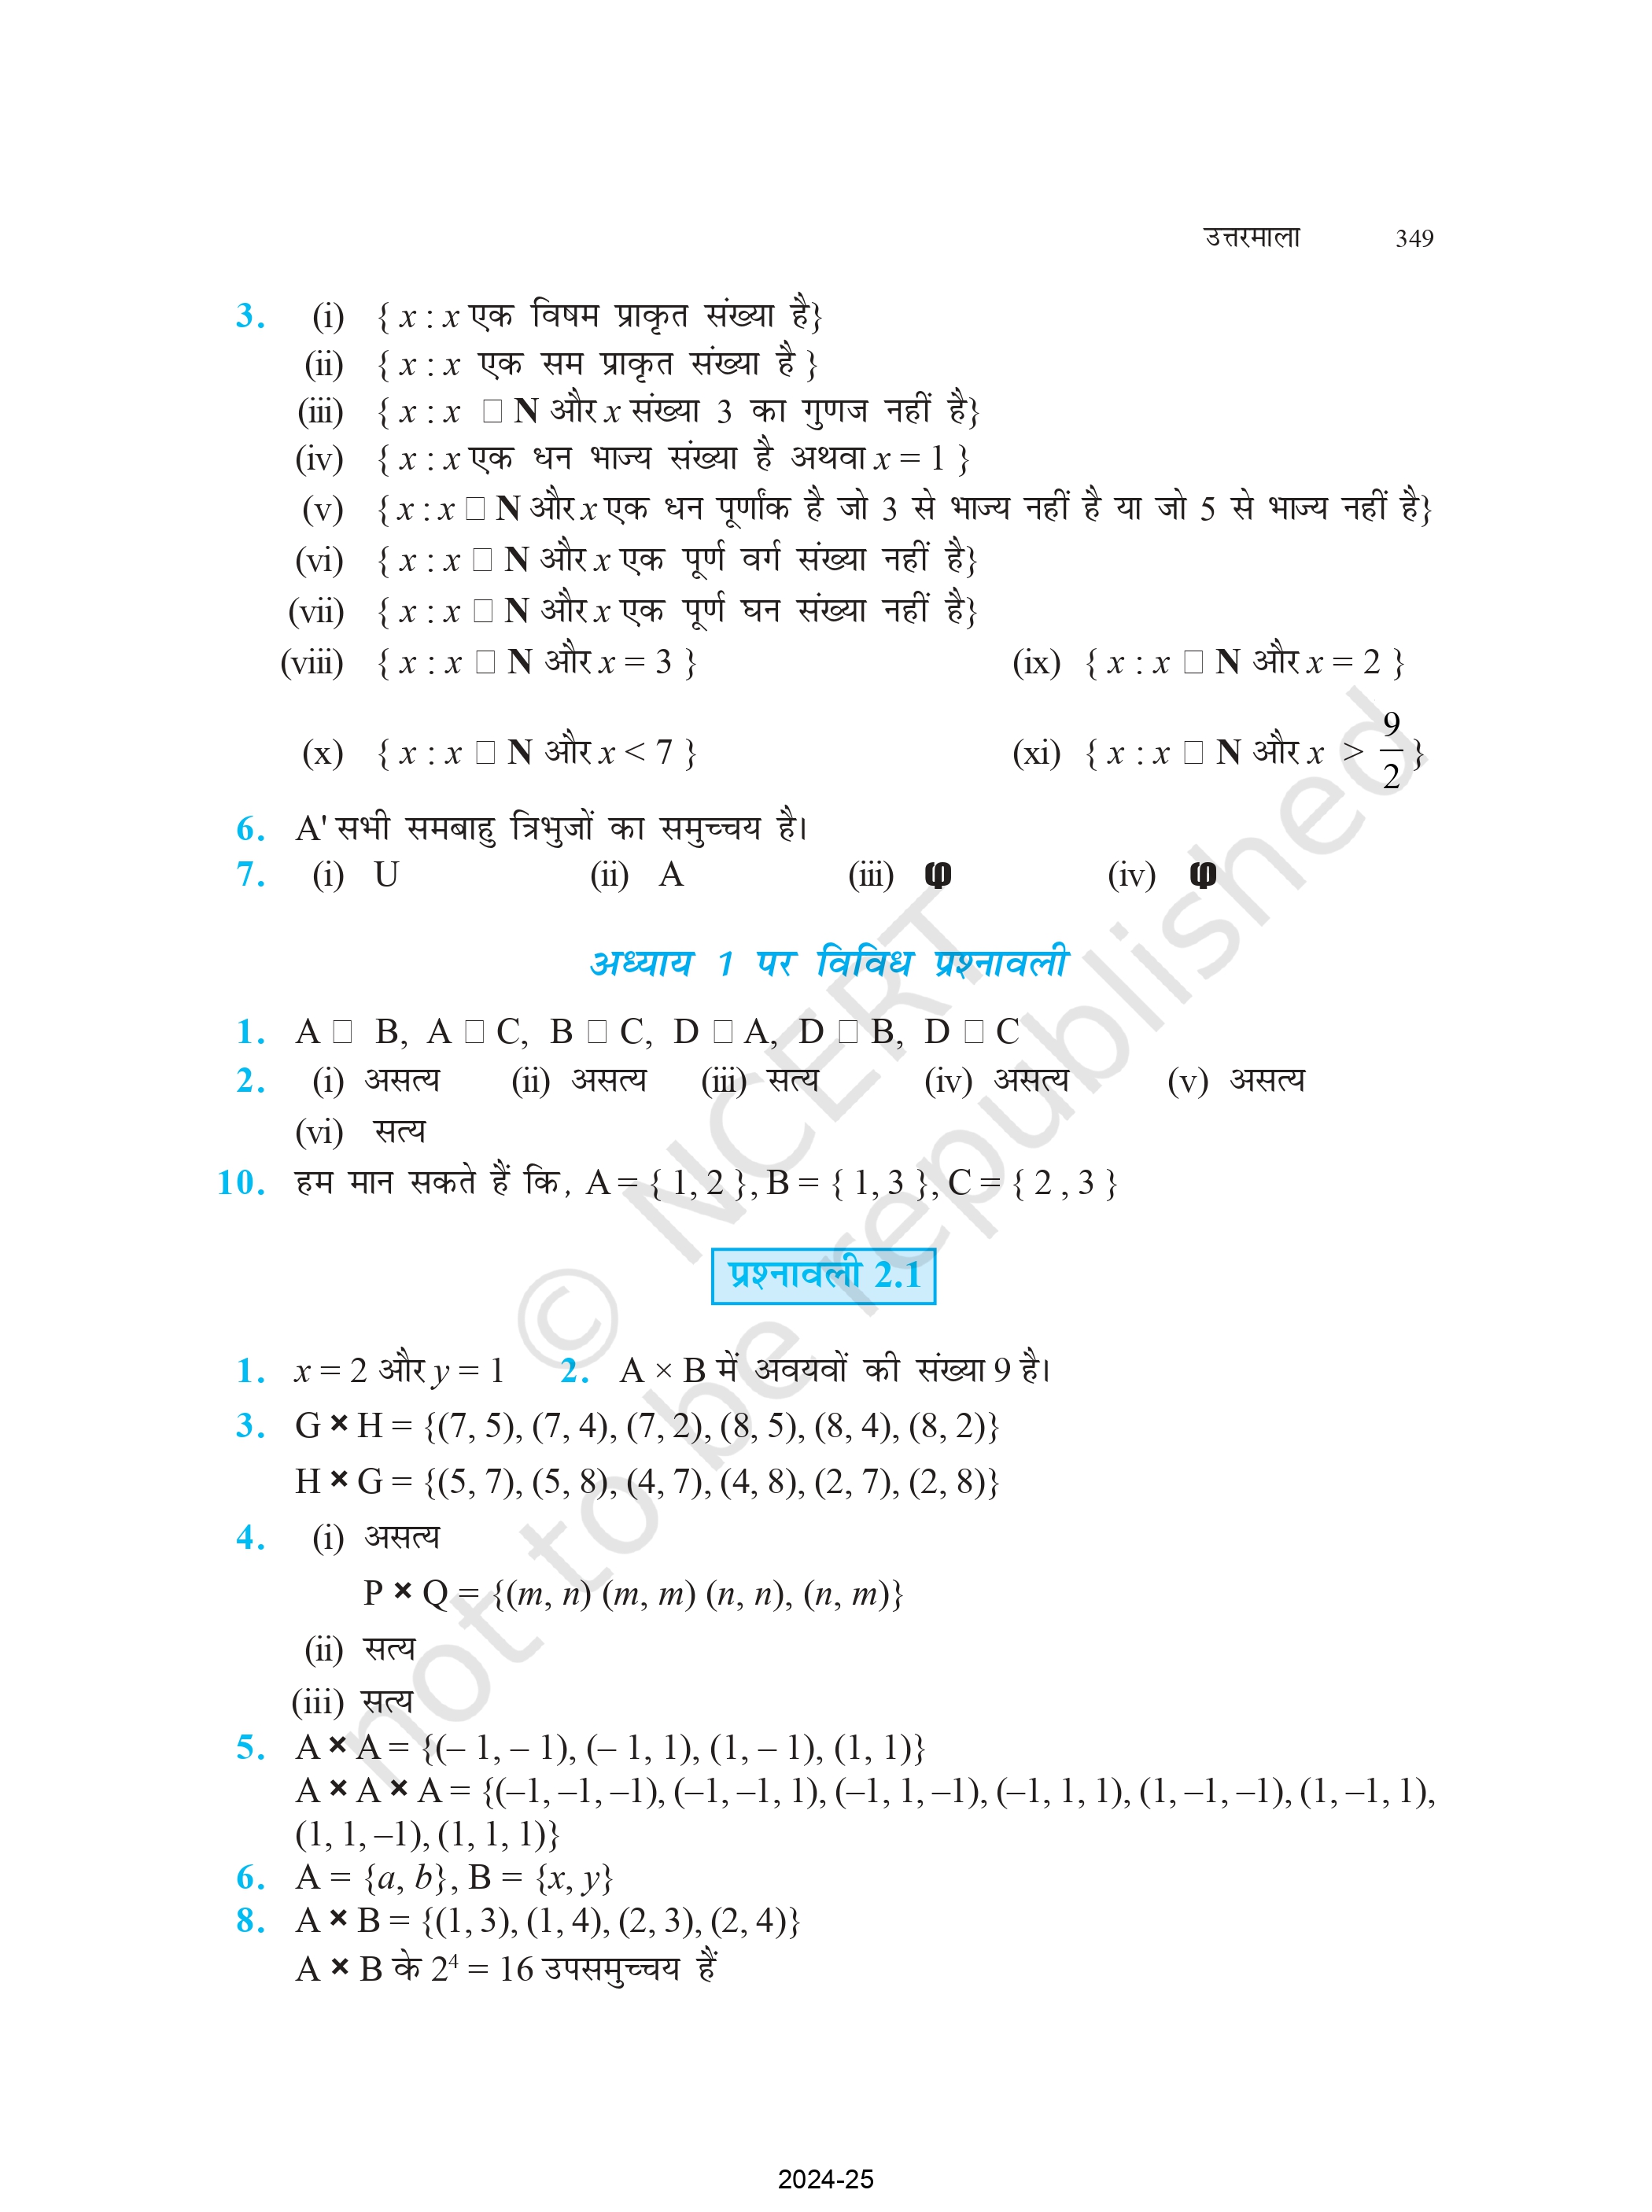 उत्तरमाला 349
3. (i) { x : x एक विषम प्राकृत संख्या है}
(ii) { x : x एक सम प्राकृत संख्या है }
(iii) { x : x □ N और x संख्या 3 का गुणज नहीं है}
(iv) { x : x एक धन भाज्य संख्या है अथवा x = 1 }
(v) { x : x □ N और x एक धन पूर्णांक है जो 3 से भाज्य नहीं है या जो 5 से भाज्य नहीं है}
(vi) { x : x □ N और x एक पूर्ण वर्ग संख्या नहीं है}
(vii) { x : x □ N और x एक पूर्ण घन संख्या नहीं है}
(viii) { x : x □ N और x = 3 } (ix) { x : x □ N और x = 2 }
(x) { x : x □ N और x < 7 } (xi) { x : x □ N और x > 9/2 }
6. A' सभी समबाहु त्रिभुजों का समुच्चय है।
7. (i) U (ii) A (iii) φ (iv) φ
अध्याय 1 पर विविध प्रश्नावली
1. A □ B, A □ C, B □ C, D □ A, D □ B, D □ C
2. (i) असत्य (ii) असत्य (iii) सत्य (iv) असत्य (v) असत्य
(vi) सत्य
10. हम मान सकते हैं कि, A = { 1, 2 }, B = { 1, 3 }, C = { 2 , 3 }
प्रश्नावली 2.1
1. x = 2 और y = 1 2. A × B में अवयवों की संख्या 9 है।
3. G × H = {(7, 5), (7, 4), (7, 2), (8, 5), (8, 4), (8, 2)}
H × G = {(5, 7), (5, 8), (4, 7), (4, 8), (2, 7), (2, 8)}
4. (i) असत्य
P × Q = {(m, n) (m, m) (n, n), (n, m)}
(ii) सत्य
(iii) सत्य
5. A × A = {(– 1, – 1), (– 1, 1), (1, – 1), (1, 1)}
A × A × A = {(–1, –1, –1), (–1, –1, 1), (–1, 1, –1), (–1, 1, 1), (1, –1, –1), (1, –1, 1),
(1, 1, –1), (1, 1, 1)}
6. A = {a, b}, B = {x, y}
8. A × B = {(1, 3), (1, 4), (2, 3), (2, 4)}
A × B के 2⁴ = 16 उपसमुच्चय हैं
© NCERT
not to be republished
2024-25